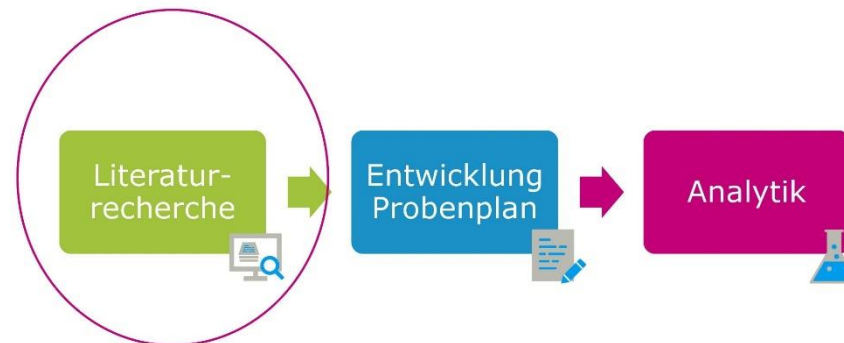 Literatur-
recherche
Entwicklung
Probenplan
Analytik